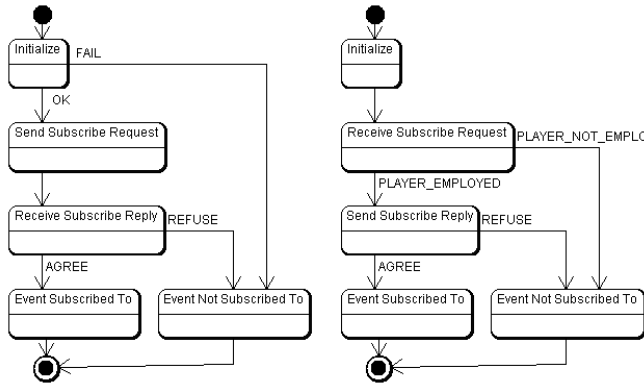 Initialize
FAIL
OK
Send Subscribe Request
Receive Subscribe Reply
REFUSE
AGREE
Event Subscribed To
Event Not Subscribed To
Initialize
Receive Subscribe Request
PLAYER_NOT_EMPLO
PLAYER_EMPLOYED
Send Subscribe Reply
REFUSE
AGREE
Event Subscribed To
Event Not Subscribed To